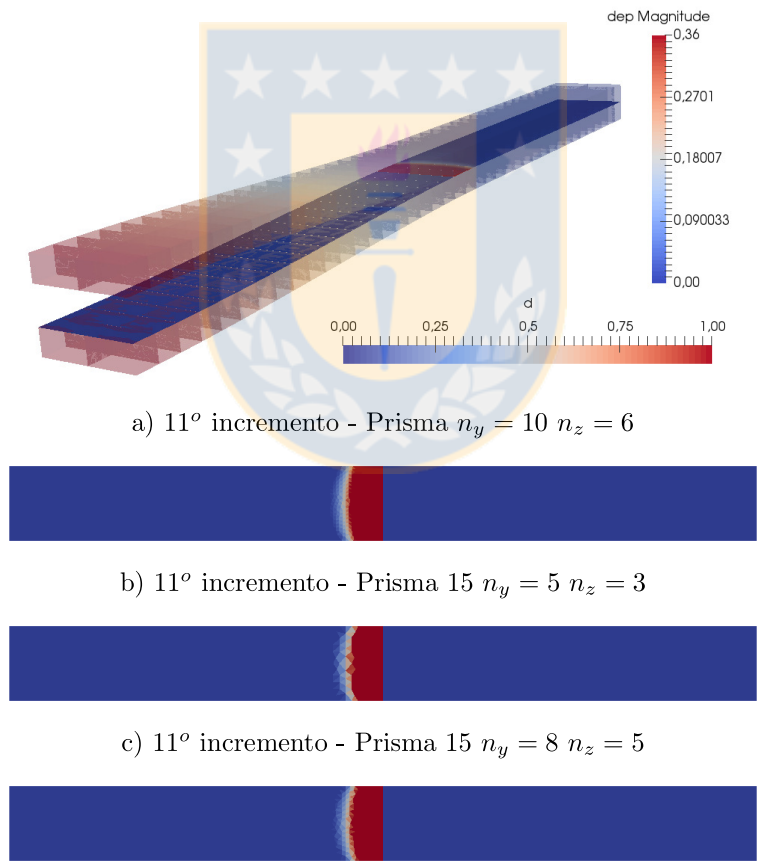 dep Magnitude
0,36
0,2701
0,18007
0,090033
0,00
d
0,00 0,25 0,5 0,75 1,00
a) 11º incremento - Prisma n_y = 10 n_z = 6
b) 11º incremento - Prisma 15 n_y = 5 n_z = 3
c) 11º incremento - Prisma 15 n_y = 8 n_z = 5